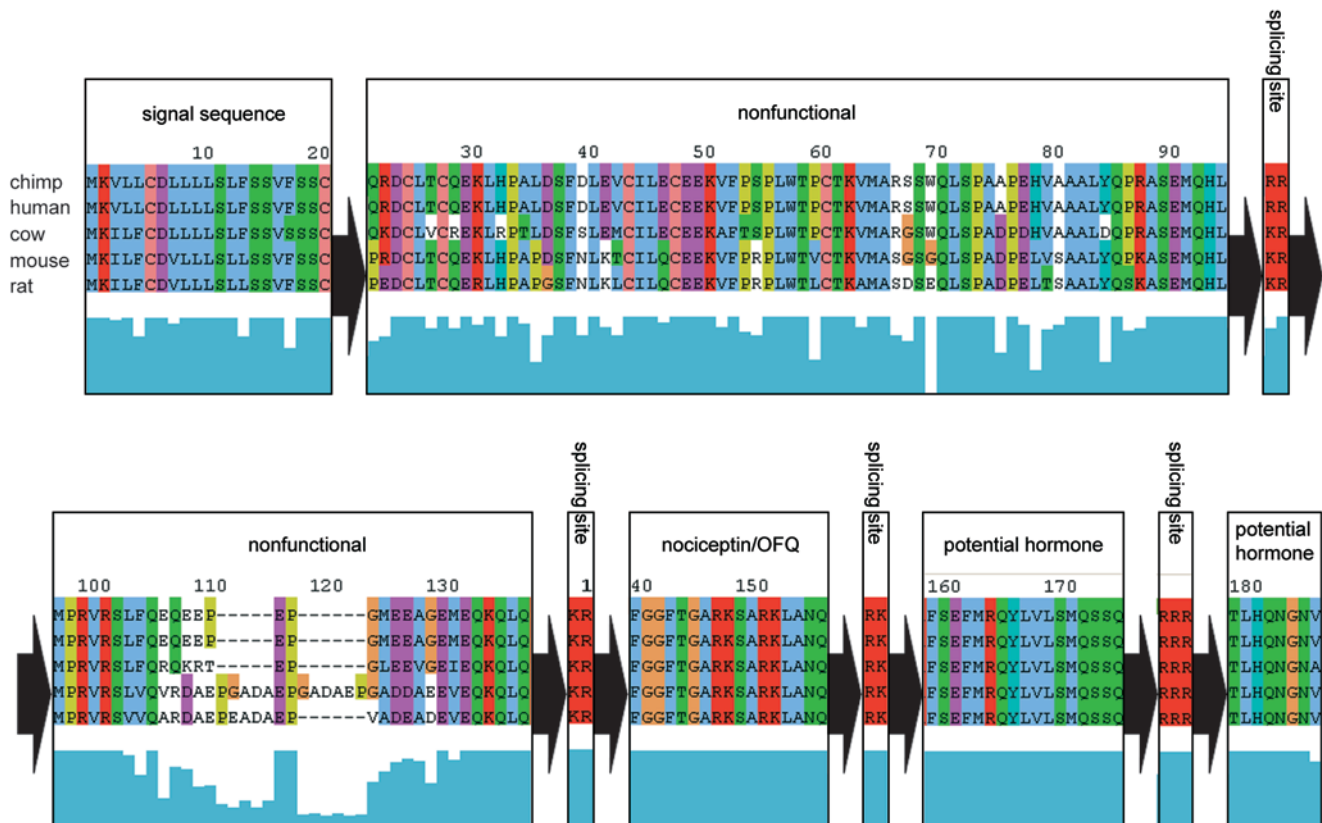 splicing site
signal sequence
nonfunctional
10 20
30 40 50 60 70 80 90
chimp MKVLLCDLLLLSLFSSVFSSC QRDCLTCQEKLHPALDSFDLEVCILECEEKVFPSPLWTPCTKVMARSSWQLSPAAPEHVAAALYQPRASEMQHL RR
human MKVLLCDLLLLSLFSSVFSSC QRDCLTCQEKLHPALDSFDLEVCILECEEKVFPSPLWTPCTKVMARSSWQLSPAAPEHVAAALYQPRASEMQHL RR
cow MKILFCDLLLLSLFSSVSSSC QKDCLVCREKLRPTLDSFSLEMCILECEEKAFTSPLWTPCTKVMARGSWQLSPADPDHVAAALDQPRASEMQHL KR
mouse MKILFCDVLLLSLLSSVFSSC PRDCLTCQEKLHPAPDSFNLKTCILQCEEKVFPRPLWTVCTKVMASGSGQLSPADPELVSAALYQPKASEMQHL KR
rat MKILFCDVLLLSLLSSVFSSC PEDCLTCQERLHPAPGSFNLKLCILQCEEKVFPRPLWTLCTKAMASDSEQLSPADPELTSAALYQSKASEMQHL KR
nonfunctional
splicing site
nociceptin/OFQ
splicing site
potential hormone
splicing site
potential
hormone
100 110 120 130 1 40 150 160 170 180
MPRVRSLFQEQEEP-----EP------GMEEAGEMEQKQLQ KR FGGFTGARKSARKLANQ RK FSEFMRQYLVLSMQSSQ RRR TLHQNGNV
MPRVRSLFQEQEEP-----EP------GMEEAGEMEQKQLQ KR FGGFTGARKSARKLANQ RK FSEFMRQYLVLSMQSSQ RRR TLHQNGNV
MPRVRSLFQRQKRT-----EP------GLEEVGEIEQKQLQ KR FGGFTGARKSARKLANQ RK FSEFMRQYLVLSMQSSQ RRR TLHQNGNA
MPRVRSLVQVRDAEPGADAEPGADAEPGADDAEEVEQKQLQ KR FGGFTGARKSARKLANQ RK FSEFMRQYLVLSMQSSQ RRR TLHQNGNV
MPRVRSVVQARDAEPEADAEP------VADEADEVEQKQLQ KR FGGFTGARKSARKLANQ RK FSEFMRQYLVLSMQSSQ RRR TLHQNGNV